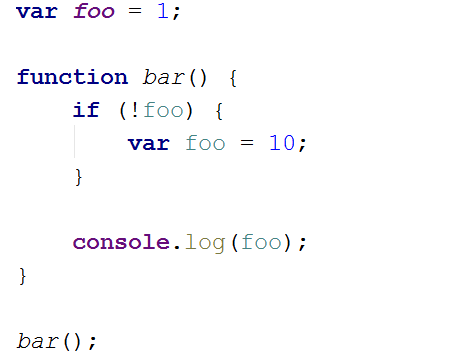 var foo = 1;

function bar() {
    if (!foo) {
        var foo = 10;
    }

    console.log(foo);
}

bar();